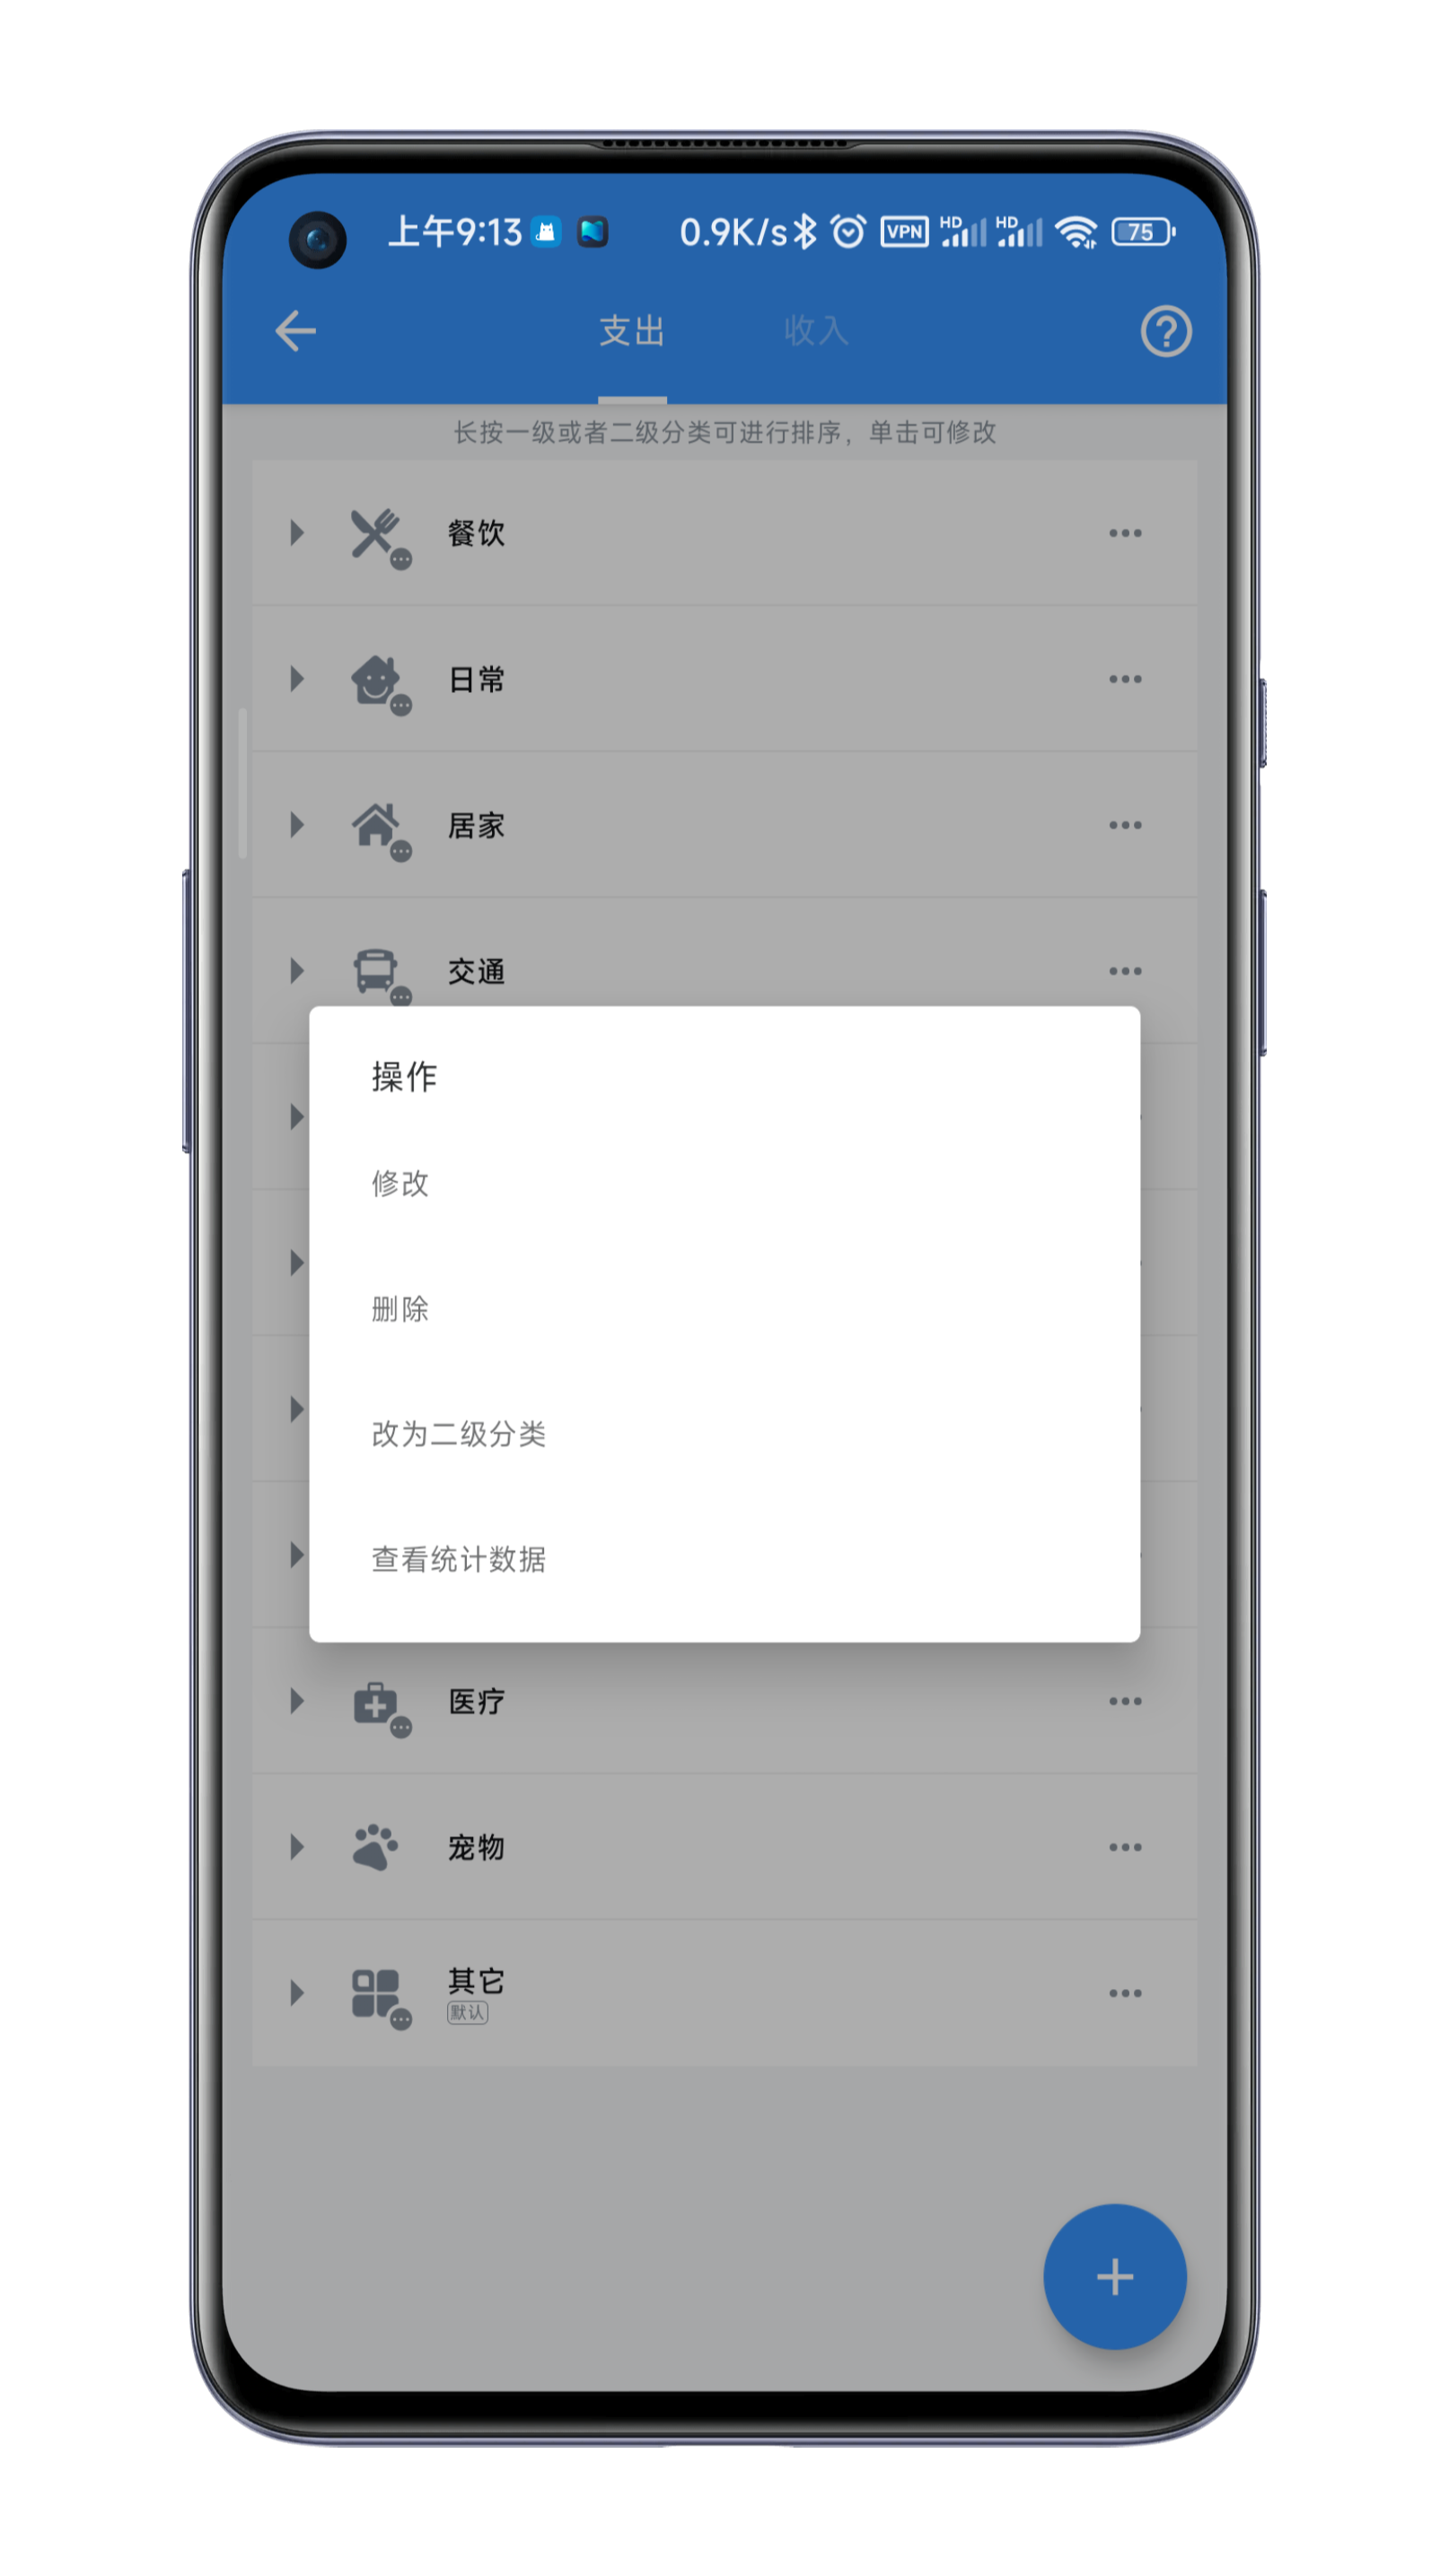 上午9:13 0.9K/s VPN HD HD 75
支出 收入
长按一级或者二级分类可进行排序，单击可修改
餐饮
日常
居家
交通
操作
修改
删除
改为二级分类
查看统计数据
医疗
宠物
其它
默认